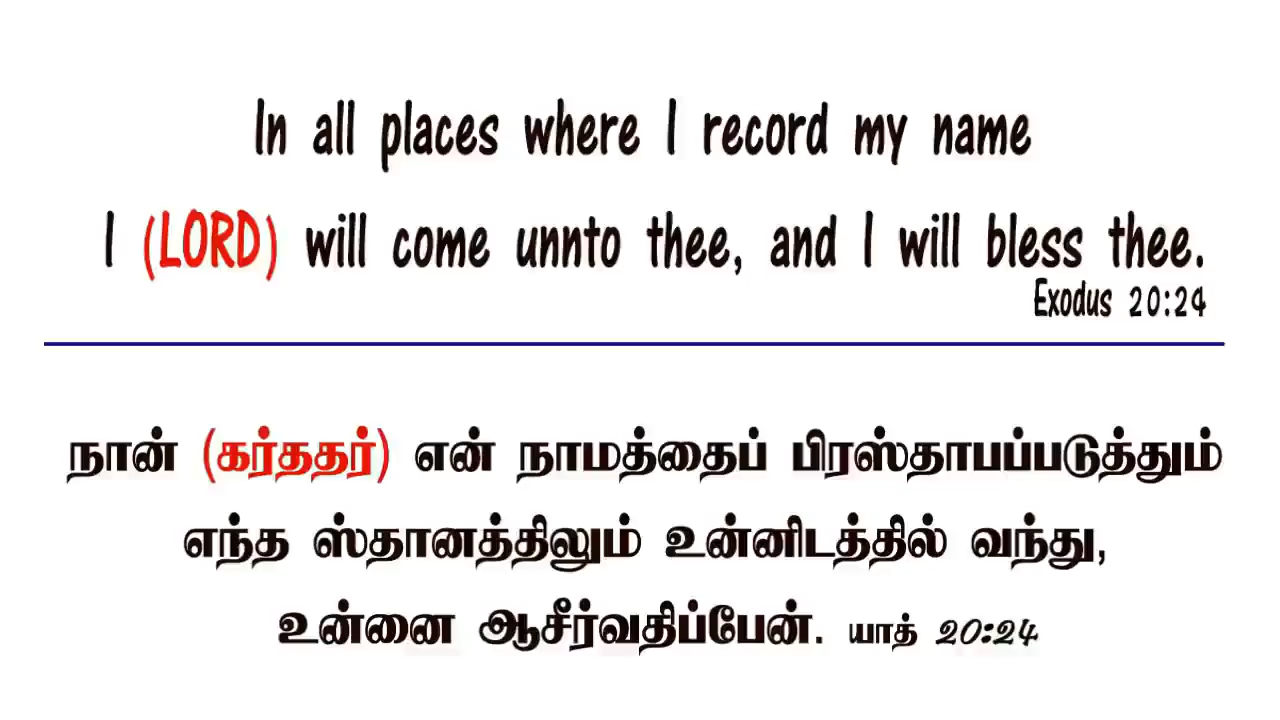 In all places where I record my name
I (LORD) will come unnto thee, and I will bless thee.
Exodus 20:24
நான் (கர்ததர்) என் நாமத்தைப் பிரஸ்தாபப்படுத்தும்
எந்த ஸ்தானத்திலும் உன்னிடத்தில் வந்து,
உன்னை ஆசீர்வதிப்பேன். யாத் 20:24